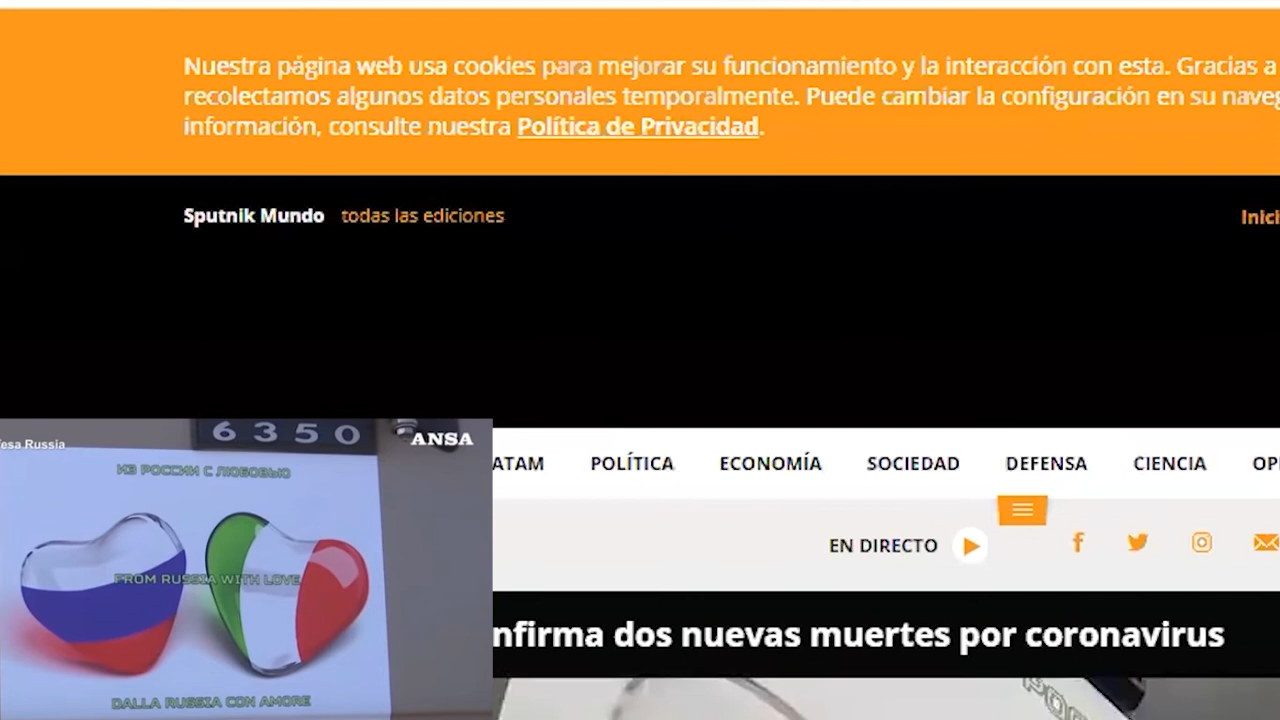 Nuestra página web usa cookies para mejorar su funcionamiento y la interacción con esta. Gracias a
recolectamos algunos datos personales temporalmente. Puede cambiar la configuración en su naveg
información, consulte nuestra Política de Privacidad.
Sputnik Mundo todas las ediciones
Inici
6350
ANSA
esa Russia
ИЗ РОССИИ С ЛЮБОВЬЮ
FROM RUSSIA WITH LOVE
DALLA RUSSIA CON AMORE
ATAM POLÍTICA ECONOMÍA SOCIEDAD DEFENSA CIENCIA OPI
EN DIRECTO
nfirma dos nuevas muertes por coronavirus